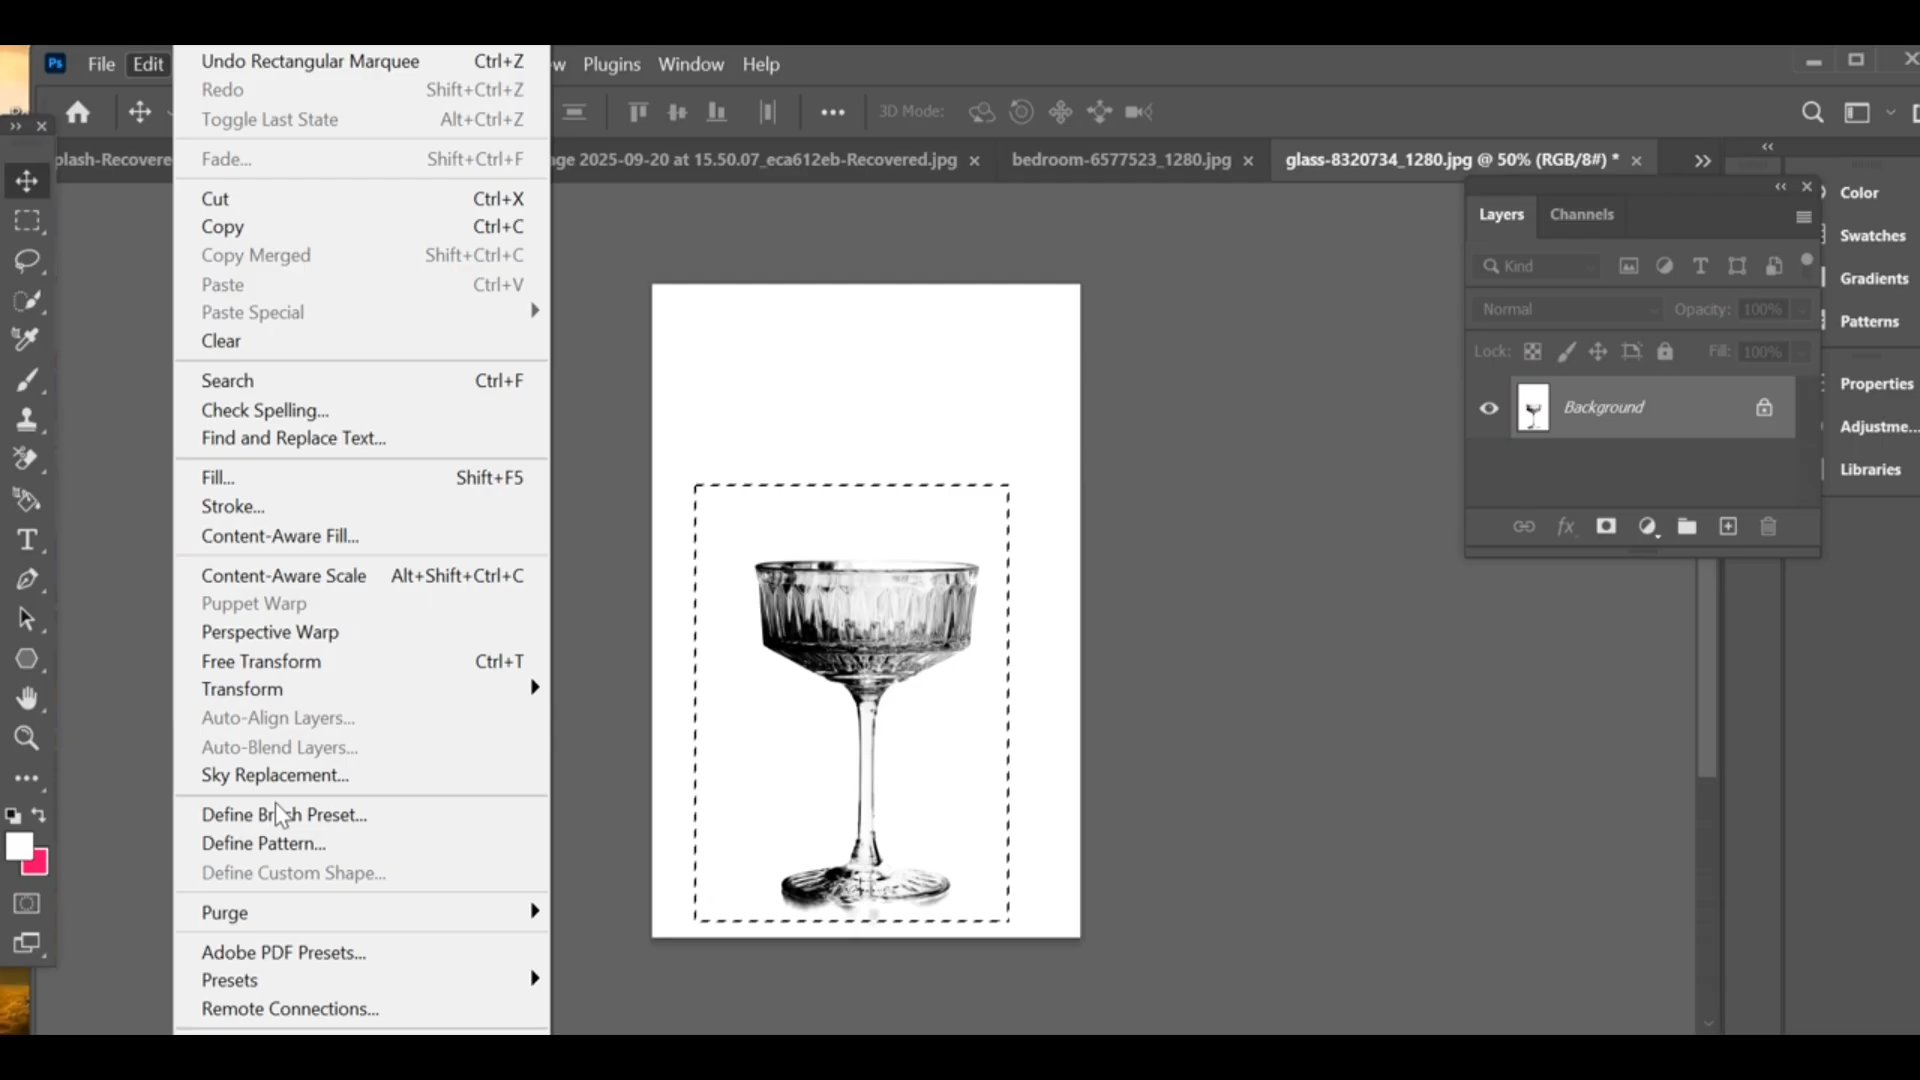 Ps File Edit w Plugins Window Help
Undo Rectangular Marquee Ctrl+Z
Redo Shift+Ctrl+Z
Toggle Last State Alt+Ctrl+Z
Fade... Shift+Ctrl+F
Cut Ctrl+X
Copy Ctrl+C
Copy Merged Shift+Ctrl+C
Paste Ctrl+V
Paste Special
Clear
Search Ctrl+F
Check Spelling...
Find and Replace Text...
Fill... Shift+F5
Stroke...
Content-Aware Fill...
Content-Aware Scale Alt+Shift+Ctrl+C
Puppet Warp
Perspective Warp
Free Transform Ctrl+T
Transform
Auto-Align Layers...
Auto-Blend Layers...
Sky Replacement...
Define Brush Preset...
Define Pattern...
Define Custom Shape...
Purge
Adobe PDF Presets...
Presets
Remote Connections...
3D Mode:
plash-Recovere
ge 2025-09-20 at 15.50.07_eca612eb-Recovered.jpg
bedroom-6577523_1280.jpg
glass-8320734_1280.jpg @ 50% (RGB/8#) *
Layers Channels
Kind
Normal Opacity: 100%
Lock: Fill: 100%
Background
Color
Swatches
Gradients
Patterns
Properties
Adjustme...
Libraries